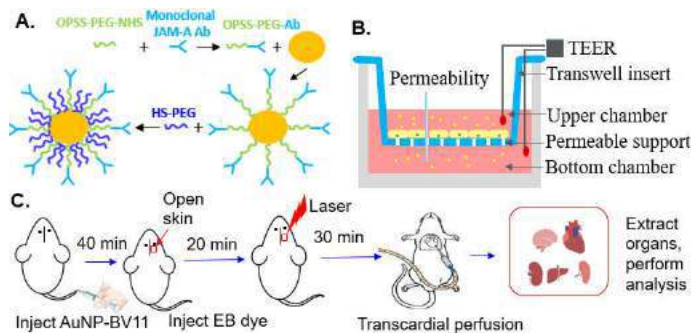 A.
OPSS-PEG-NHS + Monoclonal JAM-A Ab OPSS-PEG-Ab
HS-PEG
+
B.
TEER
Transwell insert
Permeability
Upper chamber
Permeable support
Bottom chamber
C.
Open skin
Laser
40 min
20 min
30 min
Extract organs, perform analysis
Inject AuNP-BV11
Inject EB dye
Transcardial perfusion